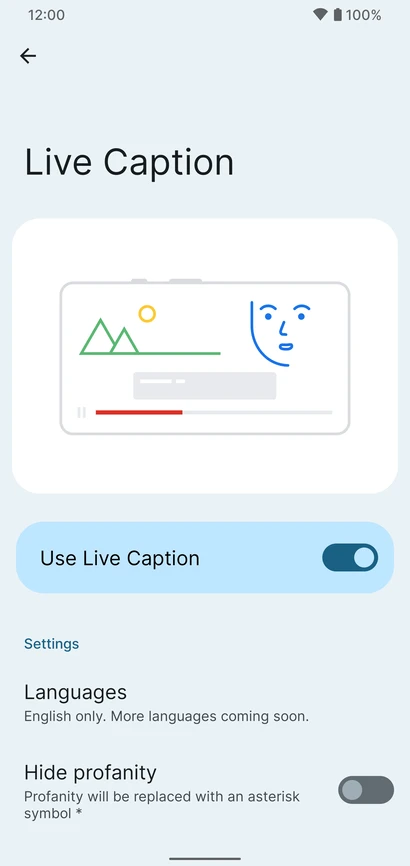 12:00 100%
Live Caption
Use Live Caption
Settings
Languages
English only. More languages coming soon.
Hide profanity
Profanity will be replaced with an asterisk
symbol *